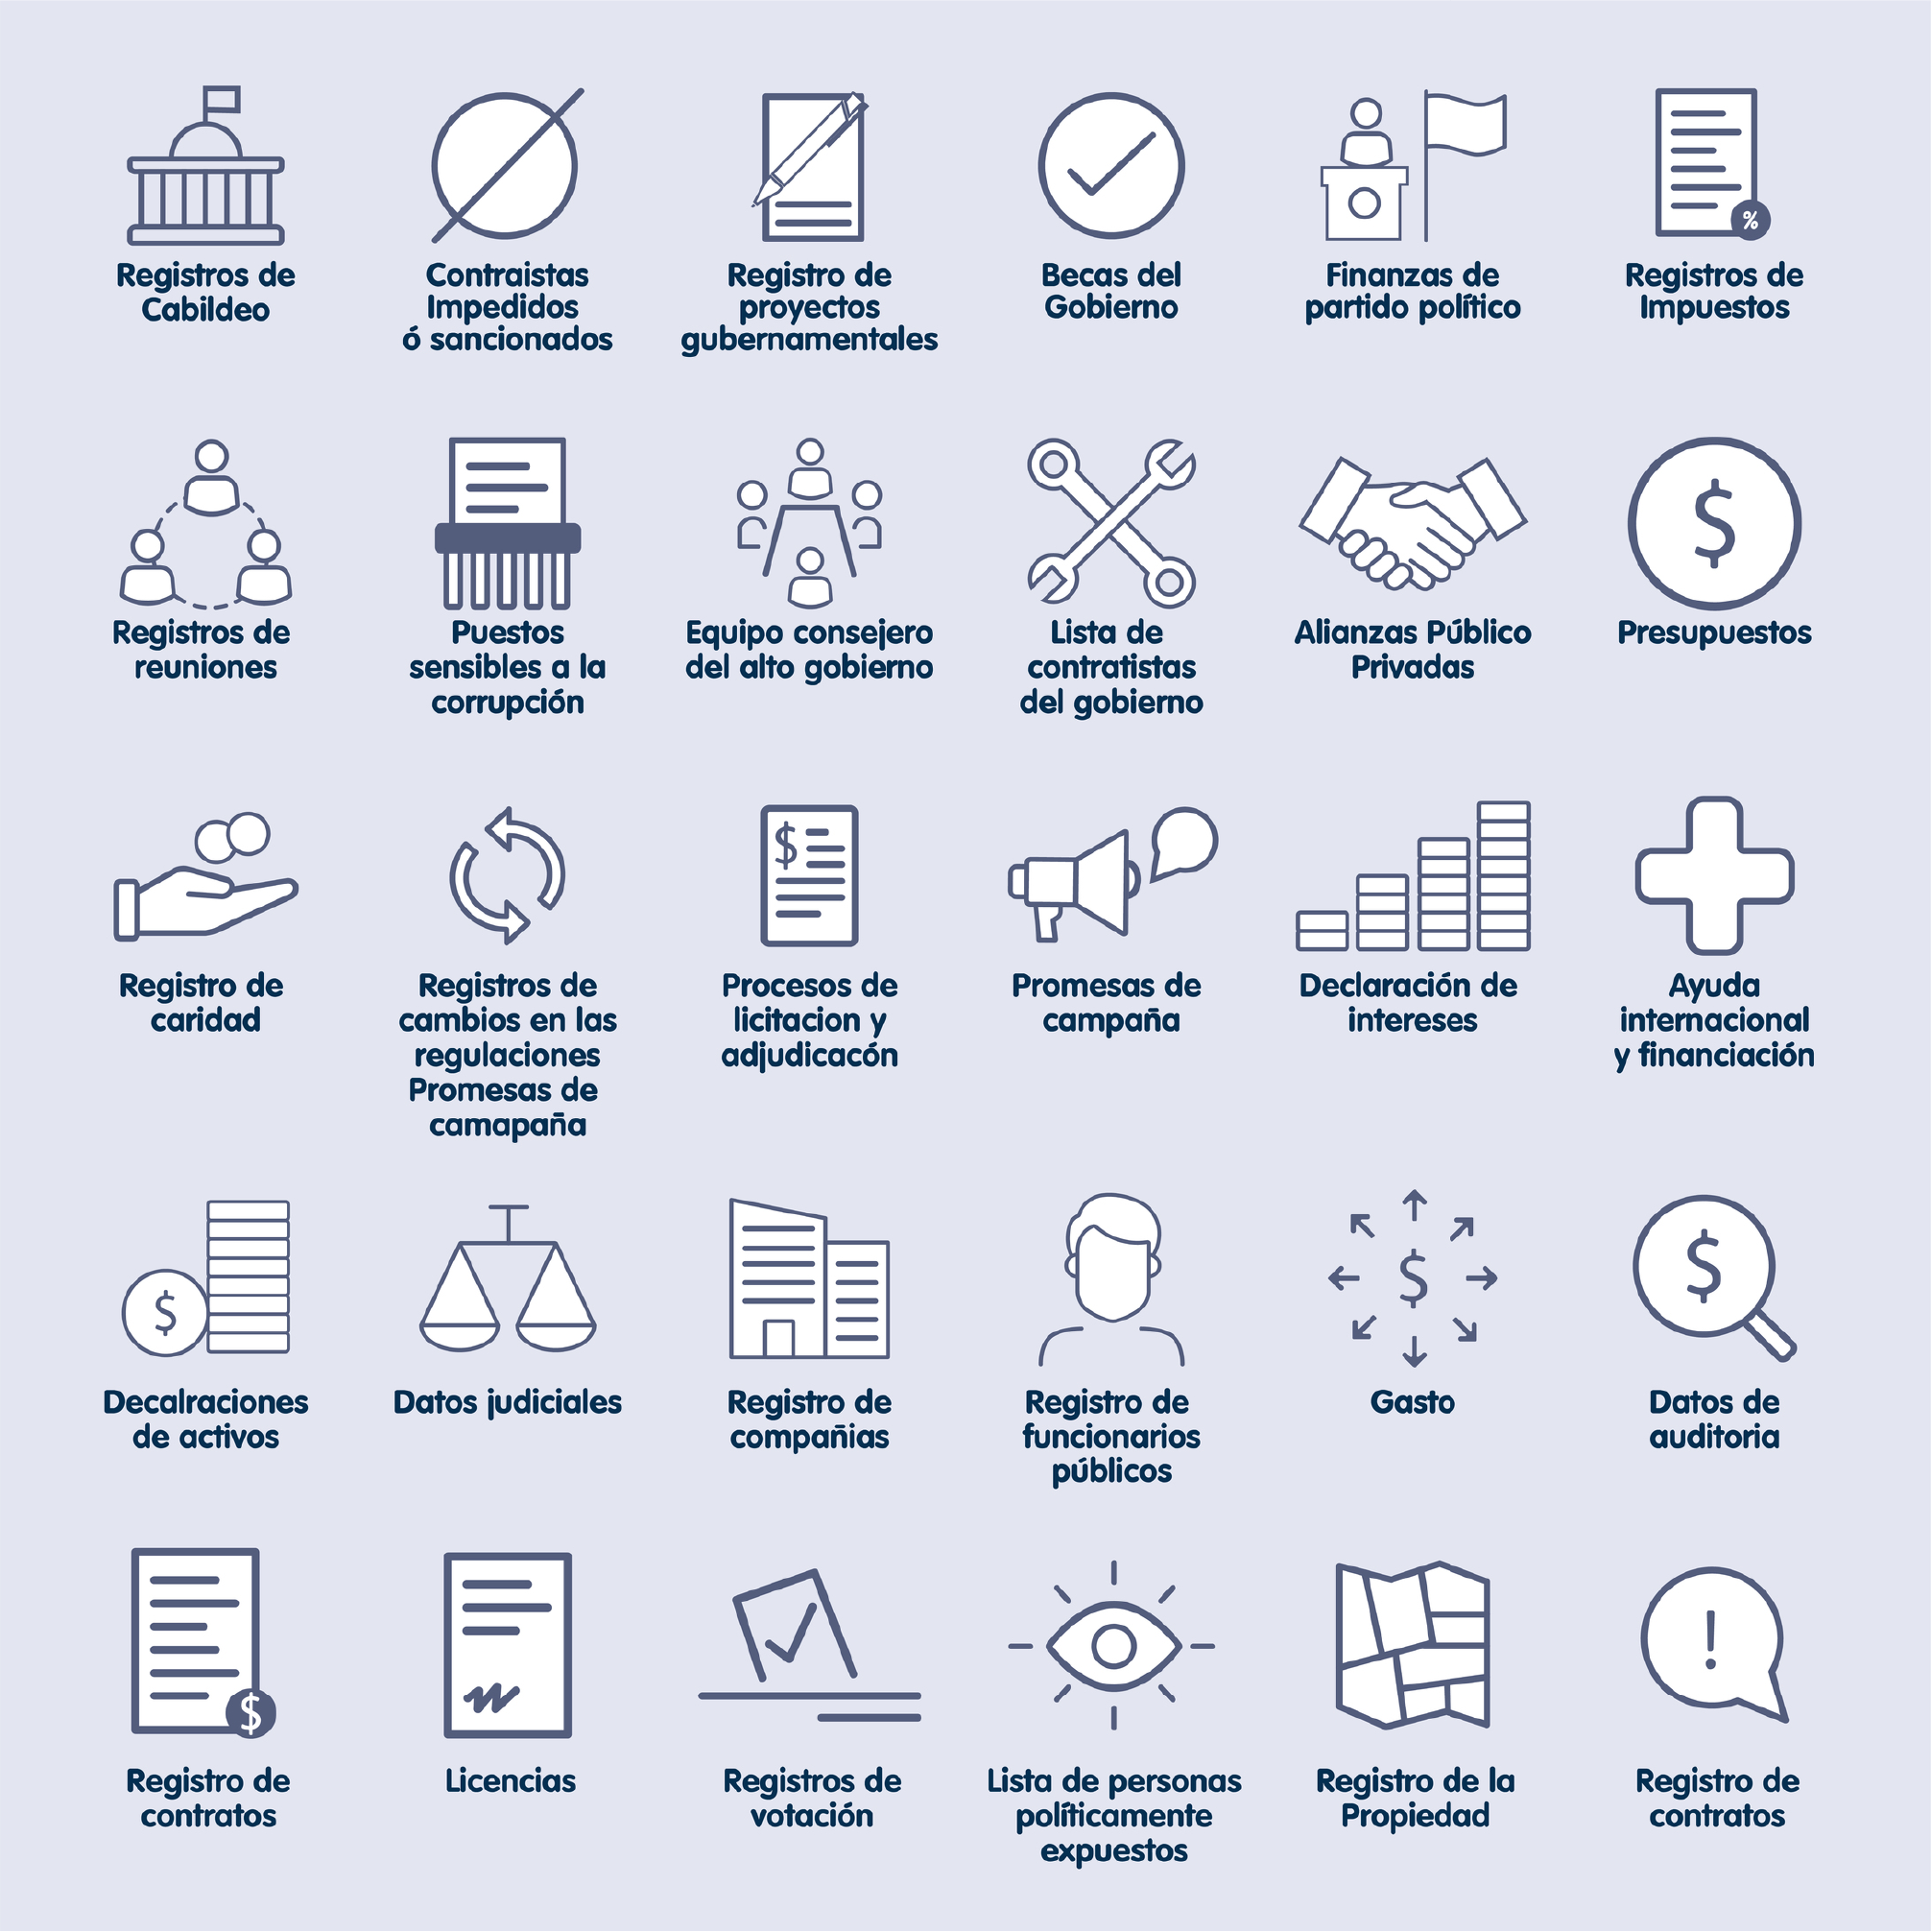 %
Registros de
Cabildeo
Contraistas
Impedidos
ó sancionados
Registro de
proyectos
gubernamentales
Becas del
Gobierno
Finanzas de
partido político
Registros de
Impuestos
$
Registros de
reuniones
Puestos
sensibles a la
corrupción
Equipo consejero
del alto gobierno
Lista de
contratistas
del gobierno
Alianzas Público
Privadas
Presupuestos
$
Registro de
caridad
Registros de
cambios en las
regulaciones
Promesas de
camapaña
Procesos de
licitacion y
adjudicacón
Promesas de
campaña
Declaración de
intereses
Ayuda
internacional
y financiación
$
$
$
Decalraciones
de activos
Datos judiciales
Registro de
compañias
Registro de
funcionarios
públicos
Gasto
Datos de
auditoria
$
!
Registro de
contratos
Licencias
Registros de
votación
Lista de personas
políticamente
expuestos
Registro de la
Propiedad
Registro de
contratos